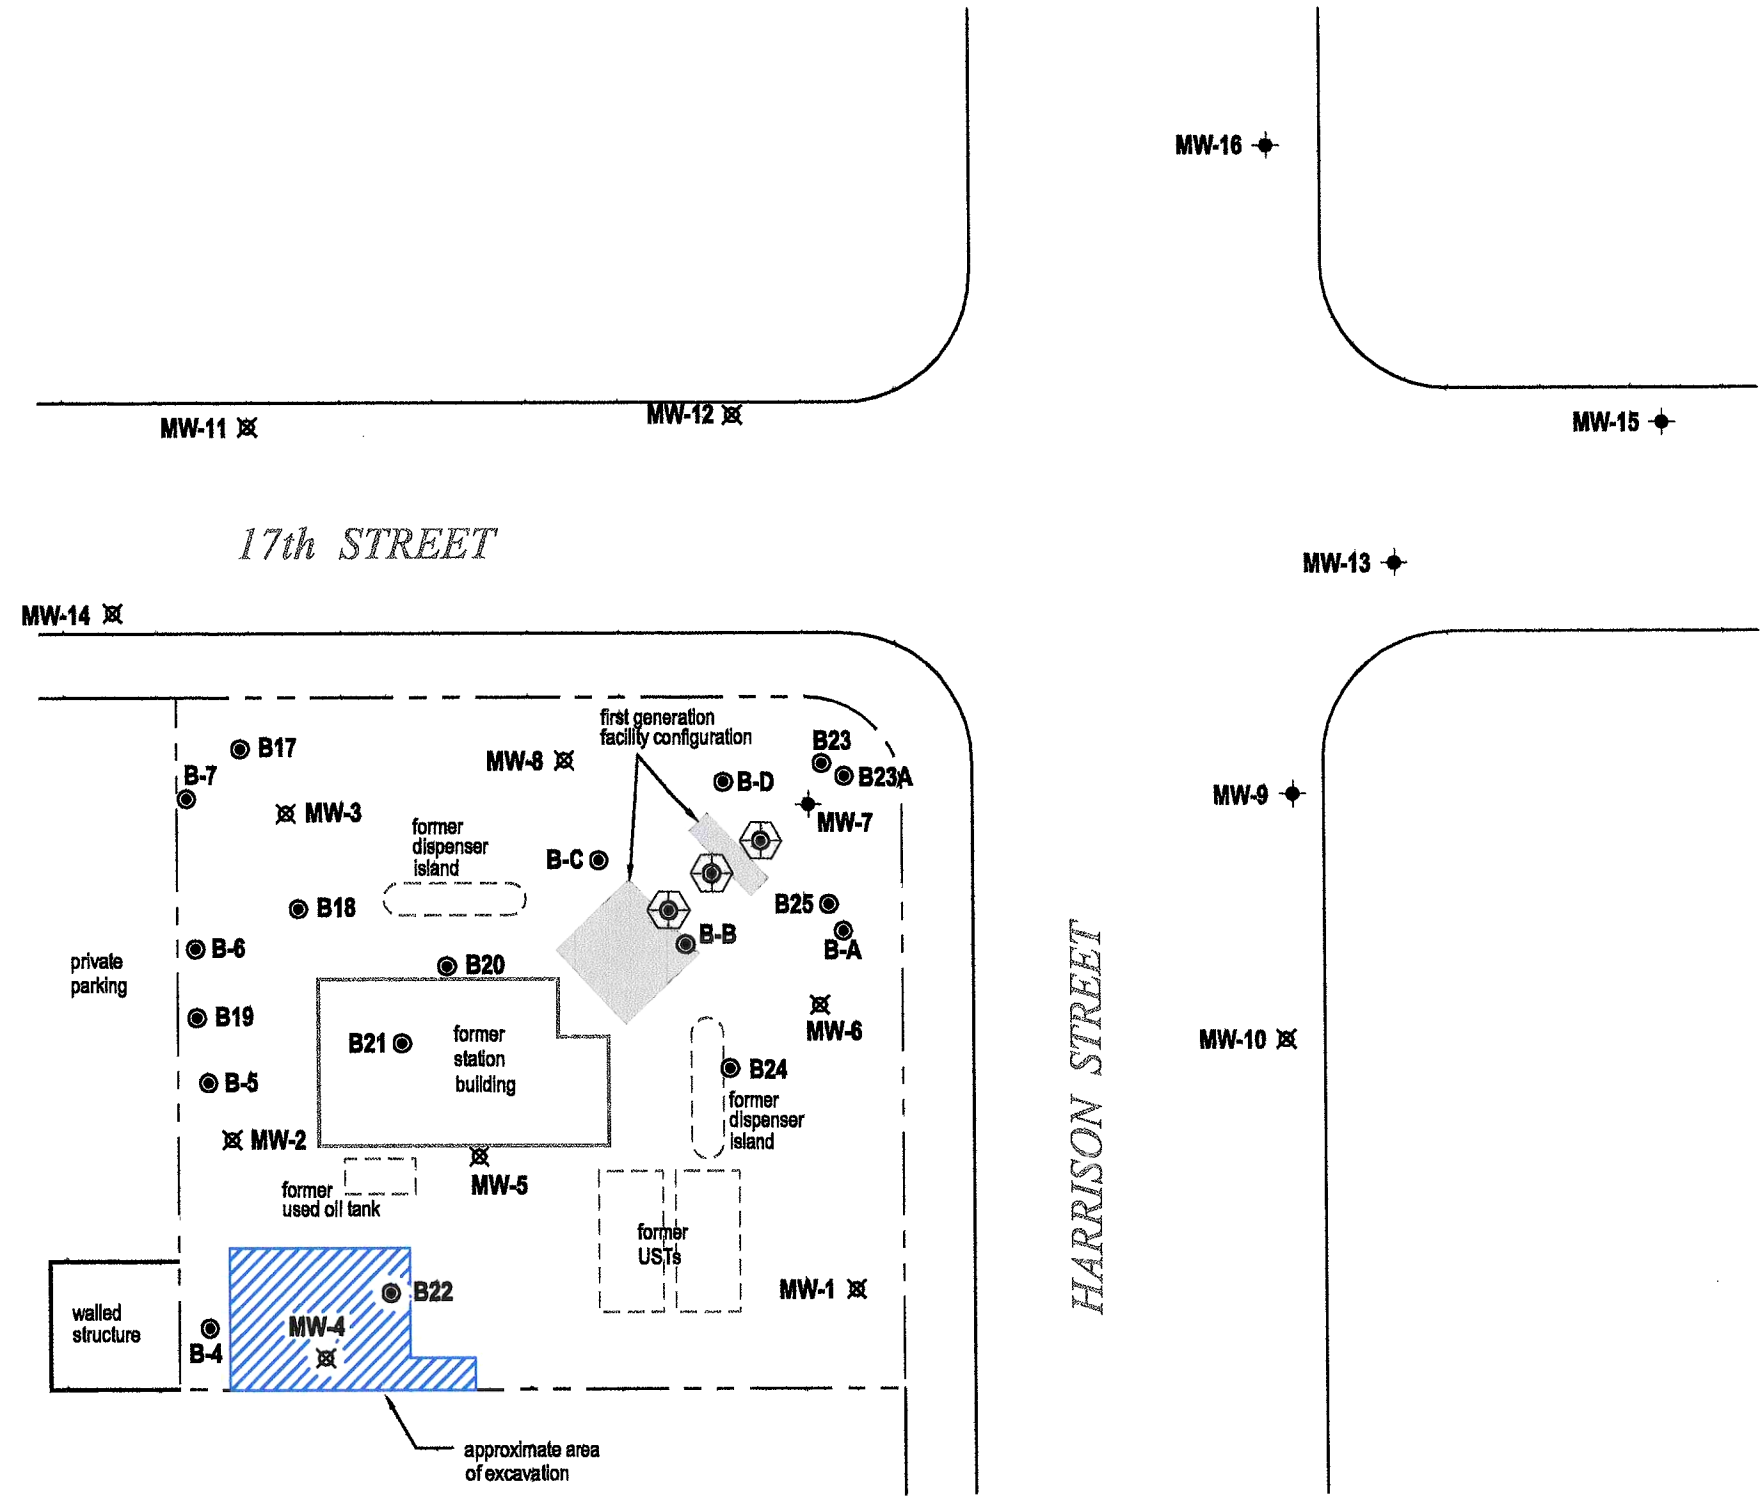 MW-16
MW-11
MW-12
MW-15
17th STREET
MW-13
MW-14
first generation
facility configuration
B17
MW-8
B23
B-7
B-D
B23A
MW-9
MW-3
MW-7
former
dispenser
island
B-C
B18
B25
B-B
B-6
B-A
private
parking
B20
B19
MW-6
B21
former
station
building
MW-10
HARRISON STREET
B-5
B24
former
dispenser
island
MW-2
MW-5
former
used oil tank
former
USTs
B22
MW-1
walled
structure
MW-4
B-4
approximate area
of excavation